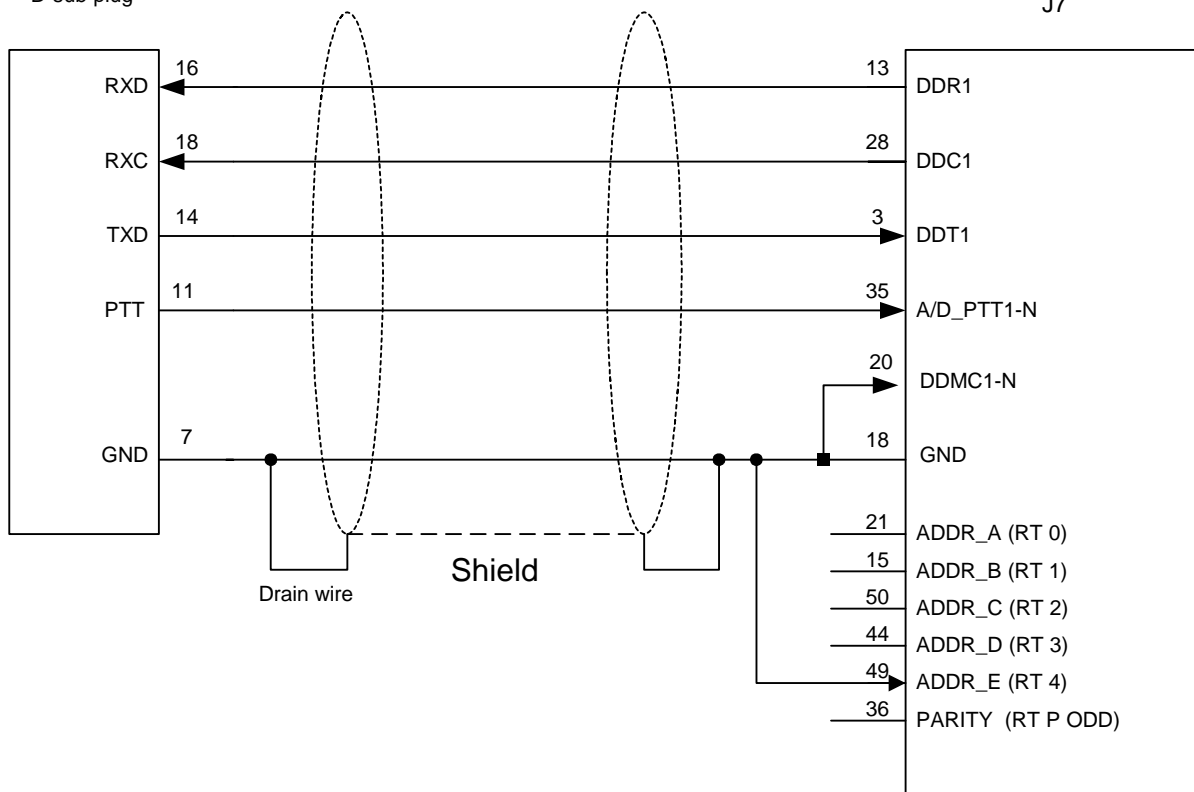 D-sub plug
J7
RXD 16 13 DDR1
RXC 18 28 DDC1
TXD 14 3 DDT1
PTT 11 35 A/D_PTT1-N
20 DDMC1-N
GND 7 18 GND
21 ADDR_A (RT 0)
Shield 15 ADDR_B (RT 1)
Drain wire
50 ADDR_C (RT 2)
44 ADDR_D (RT 3)
49 ADDR_E (RT 4)
36 PARITY (RT P ODD)